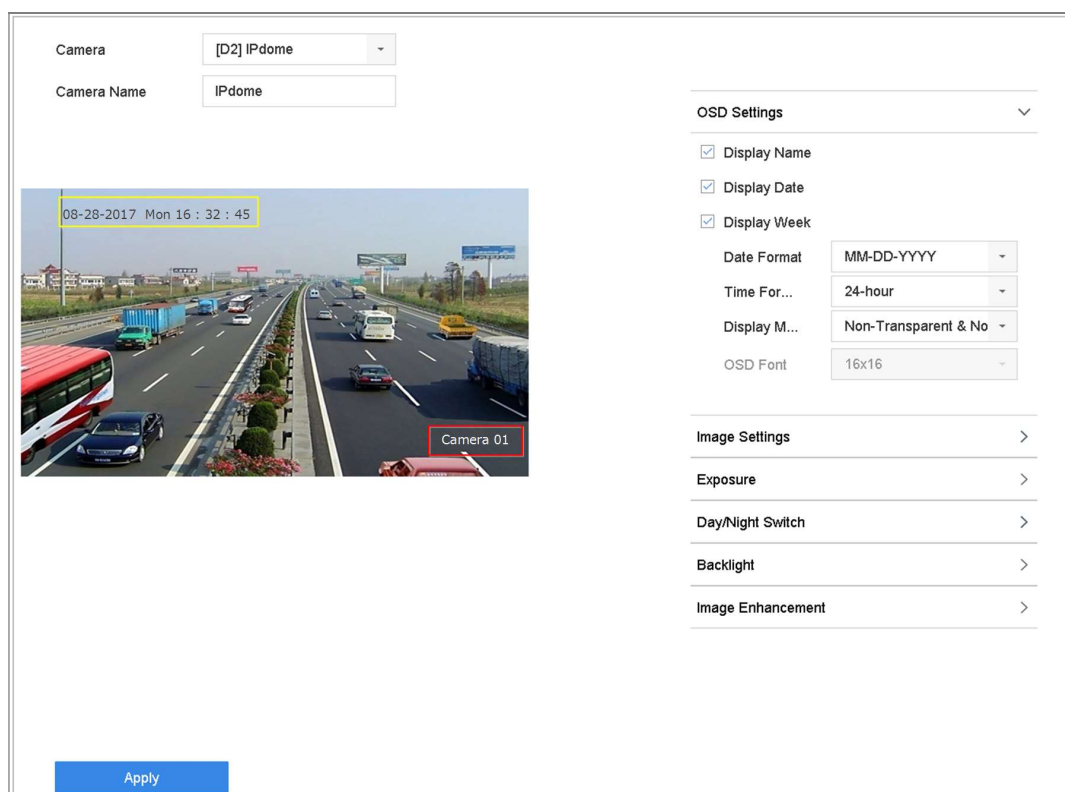 Camera [D2] IPdome
Camera Name IPdome
08-28-2017 Mon 16 : 32 : 45
Camera 01
OSD Settings
Display Name
Display Date
Display Week
Date Format MM-DD-YYYY
Time For... 24-hour
Display M... Non-Transparent & No
OSD Font 16x16
Image Settings
Exposure
Day/Night Switch
Backlight
Image Enhancement
Apply